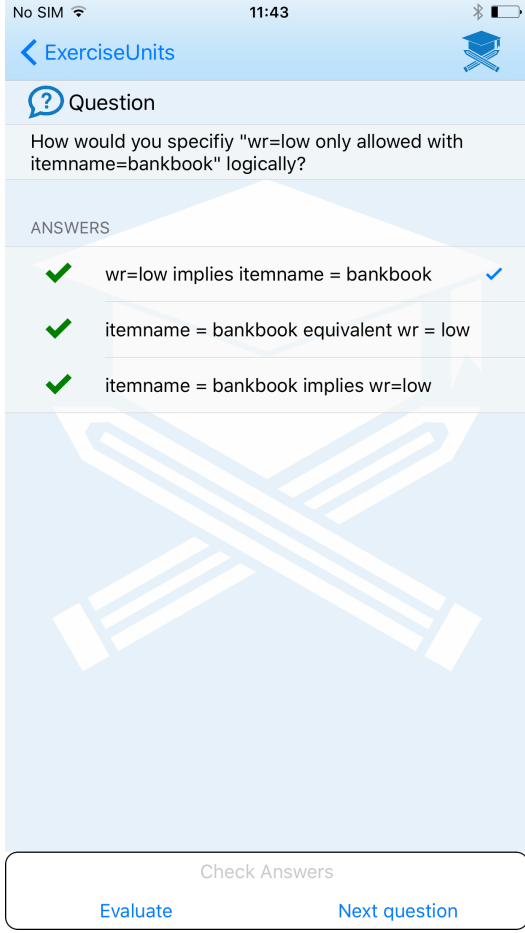 No SIM 11:43
ExerciseUnits
? Question
How would you specifiy "wr=low only allowed with
itemname=bankbook" logically?
ANSWERS
wr=low implies itemname = bankbook
itemname = bankbook equivalent wr = low
itemname = bankbook implies wr=low
Check Answers
Evaluate Next question